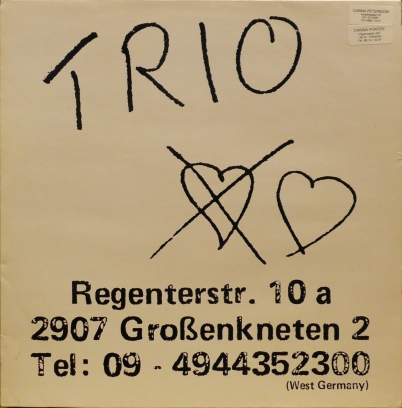 TRIO
Regenterstr. 10 a
2907 Großenkneten 2
Tel: 09 - 4944352300
(West Germany)